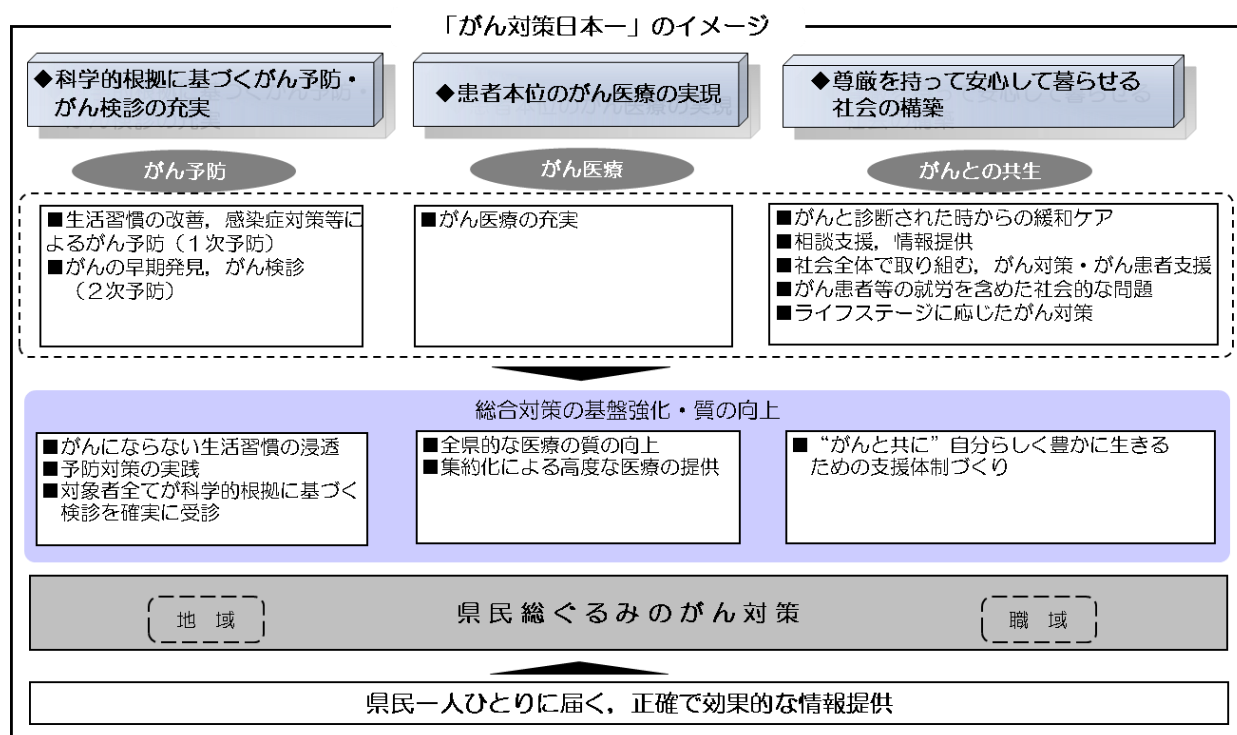 「がん対策日本一」のイメージ
◆科学的根拠に基づくがん予防・
がん検診の充実
◆患者本位のがん医療の実現
◆尊厳を持って安心して暮らせる
社会の構築
がん予防
がん医療
がんとの共生
■生活習慣の改善，感染症対策等に
よるがん予防（１次予防）
■がんの早期発見，がん検診
（２次予防）
■がん医療の充実
■がんと診断された時からの緩和ケア
■相談支援，情報提供
■社会全体で取り組む，がん対策・がん患者支援
■がん患者等の就労を含めた社会的な問題
■ライフステージに応じたがん対策
総合対策の基盤強化・質の向上
■がんにならない生活習慣の浸透
■予防対策の実践
■対象者全てが科学的根拠に基づく
検診を確実に受診
■全県的な医療の質の向上
■集約化による高度な医療の提供
■“がんと共に”自分らしく豊かに生きる
ための支援体制づくり
地 域
県民総ぐるみのがん対策
職 域
県民一人ひとりに届く，正確で効果的な情報提供